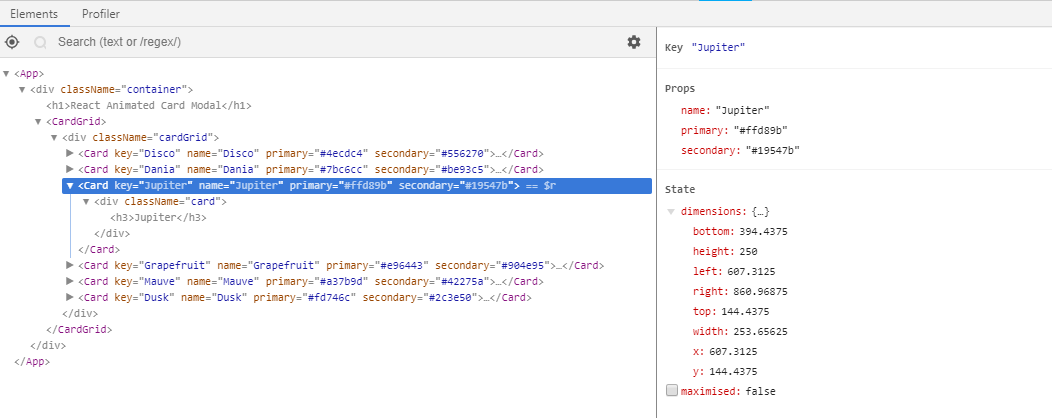 Elements Profiler
Search (text or /regex/)
<App>
<div className="container">
<h1>React Animated Card Modal</h1>
<CardGrid>
<div className="cardGrid">
<Card key="Disco" name="Disco" primary="#4ecdc4" secondary="#556270">…</Card>
<Card key="Dania" name="Dania" primary="#7bc6cc" secondary="#be93c5">…</Card>
<Card key="Jupiter" name="Jupiter" primary="#ffd89b" secondary="#19547b"> == $r
<div className="card">
<h3>Jupiter</h3>
</div>
</Card>
<Card key="Grapefruit" name="Grapefruit" primary="#e96443" secondary="#904e95">…</Card>
<Card key="Mauve" name="Mauve" primary="#a37b9d" secondary="#42275a">…</Card>
<Card key="Dusk" name="Dusk" primary="#fd746c" secondary="#2c3e50">…</Card>
</div>
</CardGrid>
</div>
</App>
Key "Jupiter"
Props
name: "Jupiter"
primary: "#ffd89b"
secondary: "#19547b"
State
dimensions: {…}
bottom: 394.4375
height: 250
left: 607.3125
right: 860.96875
top: 144.4375
width: 253.65625
x: 607.3125
y: 144.4375
maximised: false